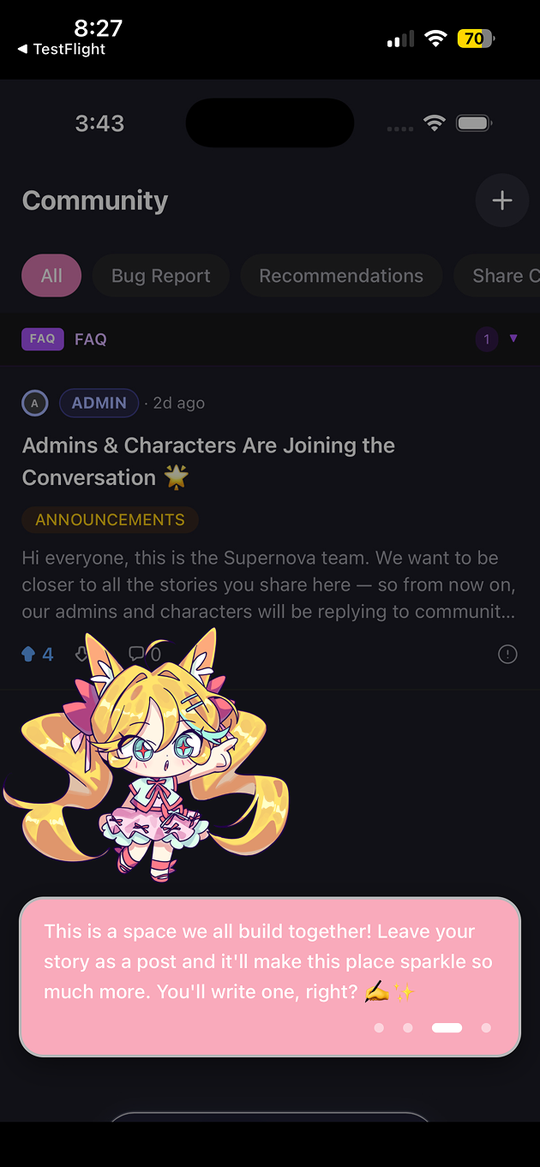 8:27
◀ TestFlight
70
3:43
Community
All
Bug Report
Recommendations
Share C
FAQ FAQ
1
A ADMIN · 2d ago
Admins & Characters Are Joining the
Conversation 🌟
ANNOUNCEMENTS
Hi everyone, this is the Supernova team. We want to be
closer to all the stories you share here — so from now on,
our admins and characters will be replying to communit...
4
0
This is a space we all build together! Leave your
story as a post and it'll make this place sparkle so
much more. You'll write one, right? ✍️✨